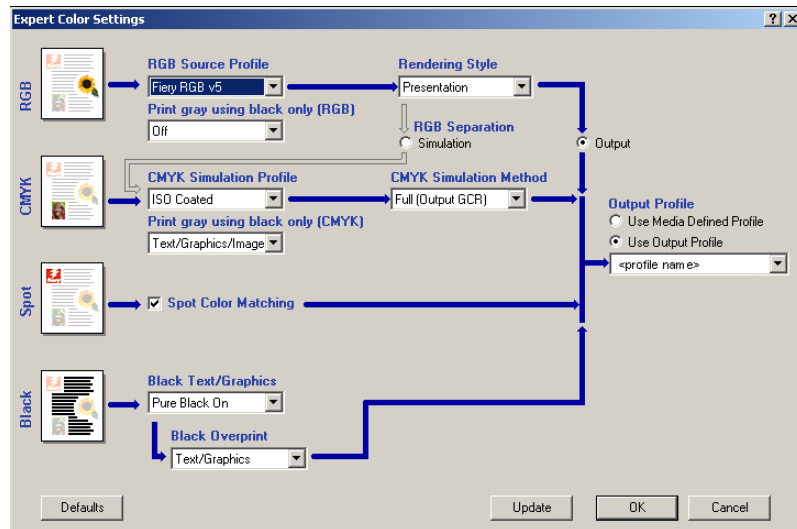 Expert Color Settings
RGB
RGB Source Profile
Fiery RGB v5
Print gray using black only (RGB)
Off
Rendering Style
Presentation
RGB Separation
Simulation
Output
CMYK
CMYK Simulation Profile
ISO Coated
Print gray using black only (CMYK)
Text/Graphics/Image
CMYK Simulation Method
Full (Output GCR)
Output Profile
Use Media Defined Profile
Use Output Profile
<profile name>
Spot
Spot Color Matching
Black
Black Text/Graphics
Pure Black On
Black Overprint
Text/Graphics
Defaults
Update
OK
Cancel